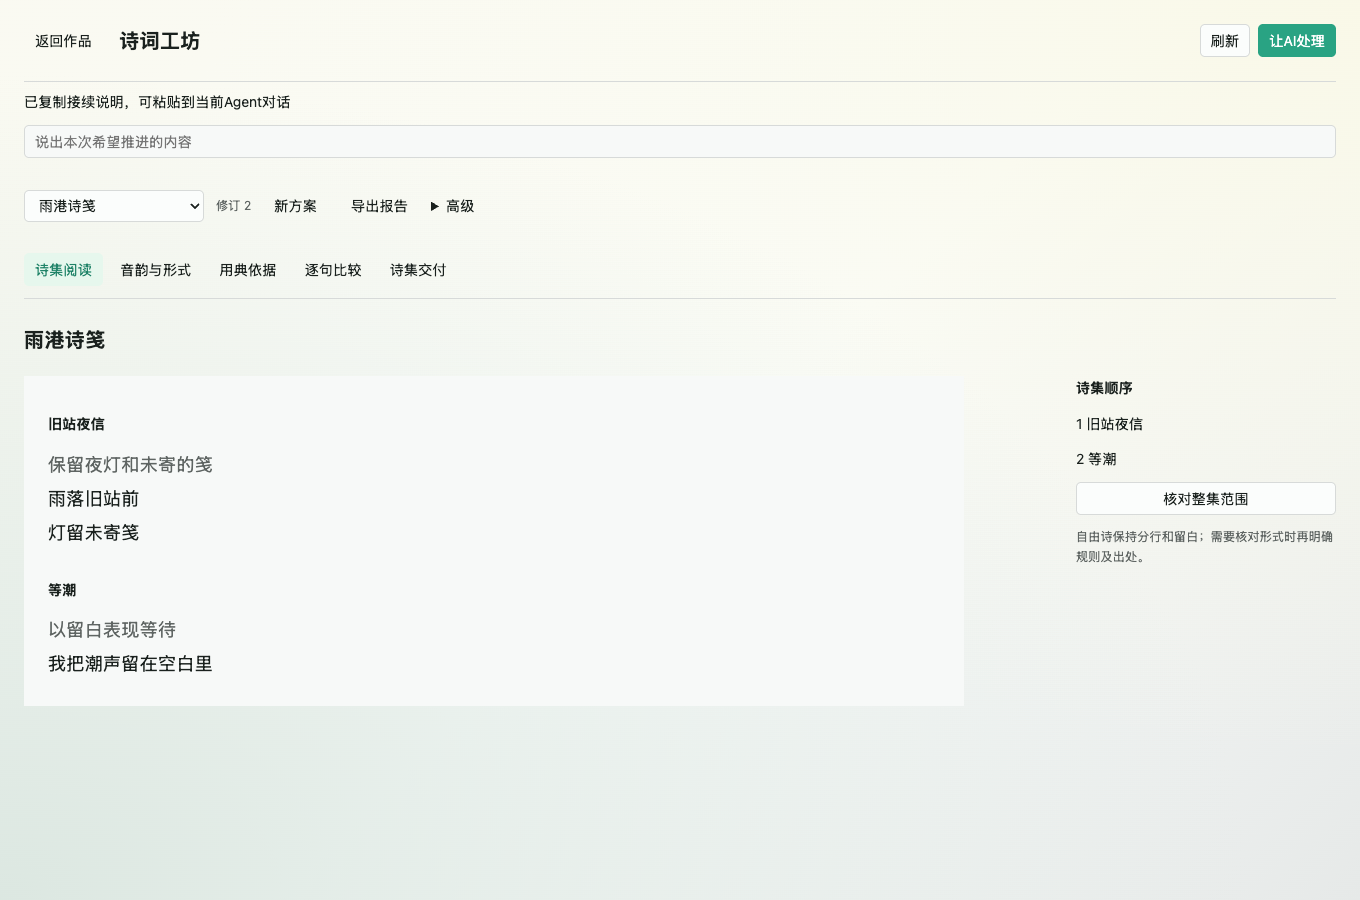 返回作品
诗词工坊
刷新
让AI处理
已复制接续说明，可粘贴到当前Agent对话
说出本次希望推进的内容
雨港诗笺
修订 2
新方案
导出报告
▶ 高级
诗集阅读
音韵与形式
用典依据
逐句比较
诗集交付
雨港诗笺
旧站夜信
保留夜灯和未寄的笺
雨落旧站前
灯留未寄笺
等潮
以留白表现等待
我把潮声留在空白里
诗集顺序
1 旧站夜信
2 等潮
核对整集范围
自由诗保持分行和留白；需要核对形式时再明确
规则及出处。